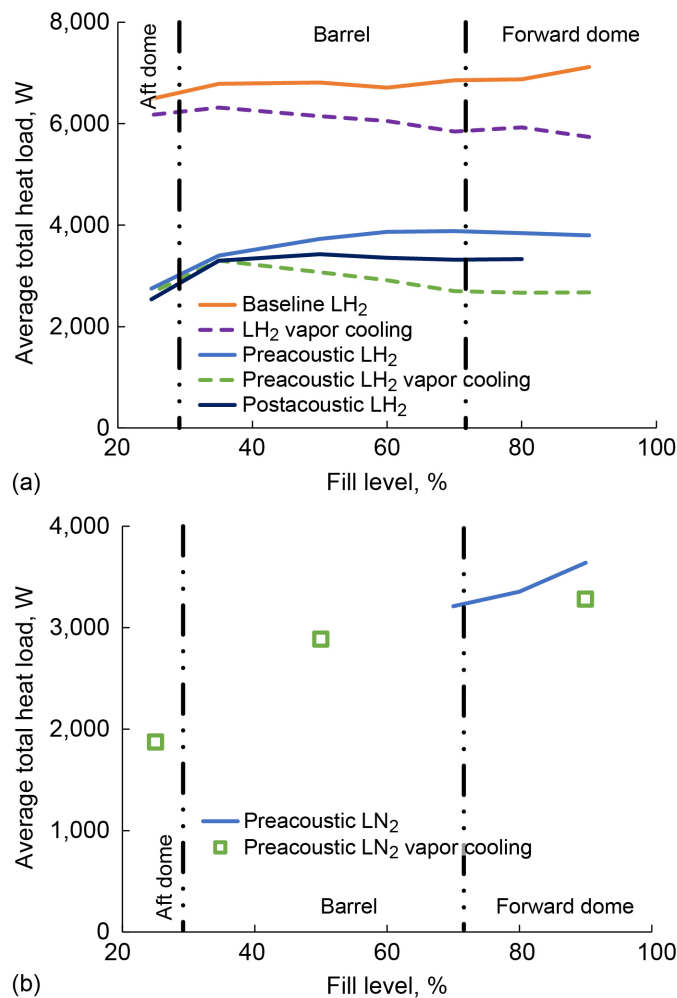 8,000
6,000
4,000
2,000
0
Average total heat load, W
Aft dome
Barrel
Forward dome
Baseline LH2
LH2 vapor cooling
Preacoustic LH2
Preacoustic LH2 vapor cooling
Postacoustic LH2
20 40 60 80 100
Fill level, %
(a)
4,000
3,000
2,000
1,000
0
Average total heat load, W
Preacoustic LN2
Preacoustic LN2 vapor cooling
Aft dome
Barrel
Forward dome
20 40 60 80 100
Fill level, %
(b)